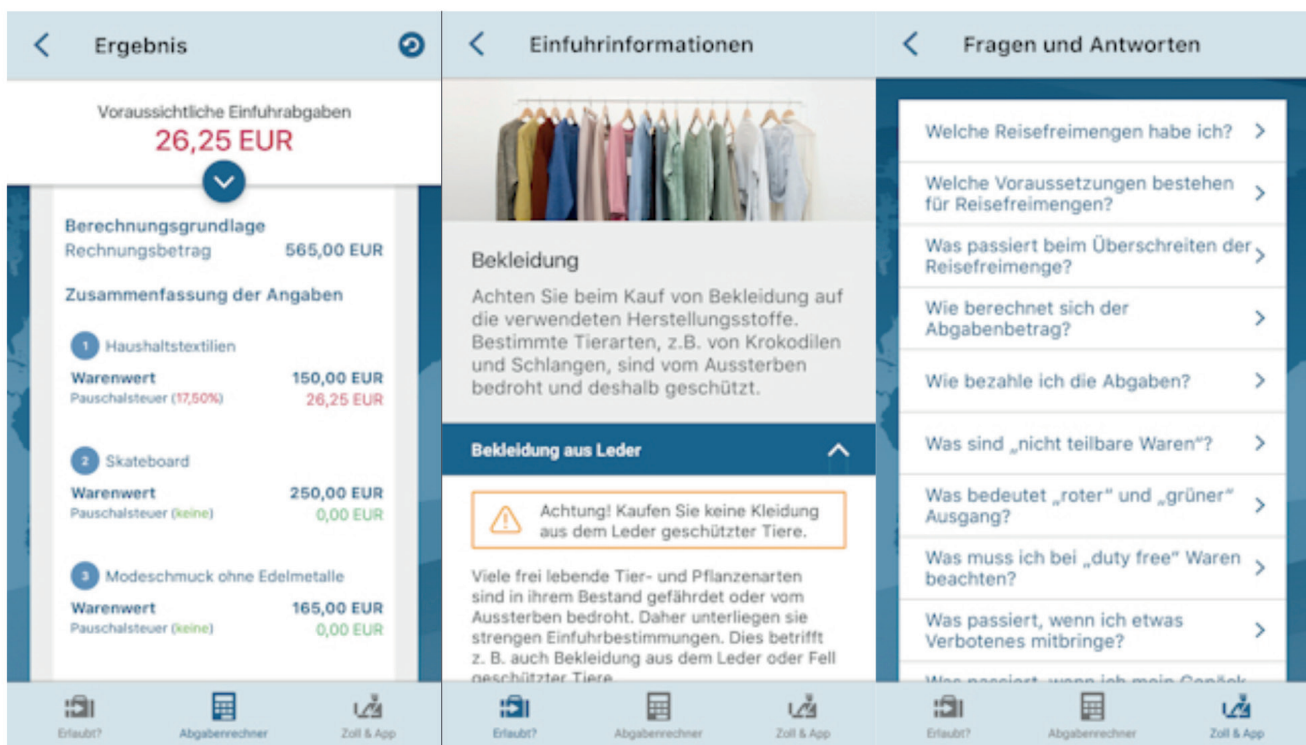 Ergebnis
Voraussichtliche Einfuhrabgaben
26,25 EUR
Berechnungsgrundlage
Rechnungsbetrag 565,00 EUR
Zusammenfassung der Angaben
1 Haushaltstextilien
Warenwert 150,00 EUR
Pauschalsteuer (17,50%) 26,25 EUR
2 Skateboard
Warenwert 250,00 EUR
Pauschalsteuer (keine) 0,00 EUR
3 Modeschmuck ohne Edelmetalle
Warenwert 165,00 EUR
Pauschalsteuer (keine) 0,00 EUR
Erlaubt? Abgabenrechner Zoll & App
Einfuhrinformationen
Bekleidung
Achten Sie beim Kauf von Bekleidung auf
die verwendeten Herstellungsstoffe.
Bestimmte Tierarten, z.B. von Krokodilen
und Schlangen, sind vom Aussterben
bedroht und deshalb geschützt.
Bekleidung aus Leder
Achtung! Kaufen Sie keine Kleidung
aus dem Leder geschützter Tiere.
Viele frei lebende Tier- und Pflanzenarten
sind in ihrem Bestand gefährdet oder vom
Aussterben bedroht. Daher unterliegen sie
strengen Einfuhrbestimmungen. Dies betrifft
z. B. auch Bekleidung aus dem Leder oder Fell
geschützter Tiere.
Erlaubt? Abgabenrechner Zoll & App
Fragen und Antworten
Welche Reisefreimengen habe ich?
Welche Voraussetzungen bestehen
für Reisefreimengen?
Was passiert beim Überschreiten der
Reisefreimenge?
Wie berechnet sich der
Abgabenbetrag?
Wie bezahle ich die Abgaben?
Was sind „nicht teilbare Waren"?
Was bedeutet „roter" und „grüner"
Ausgang?
Was muss ich bei „duty free" Waren
beachten?
Was passiert, wenn ich etwas
Verbotenes mitbringe?
Was passiert, wenn ich mein Gepäck
Erlaubt? Abgabenrechner Zoll & App